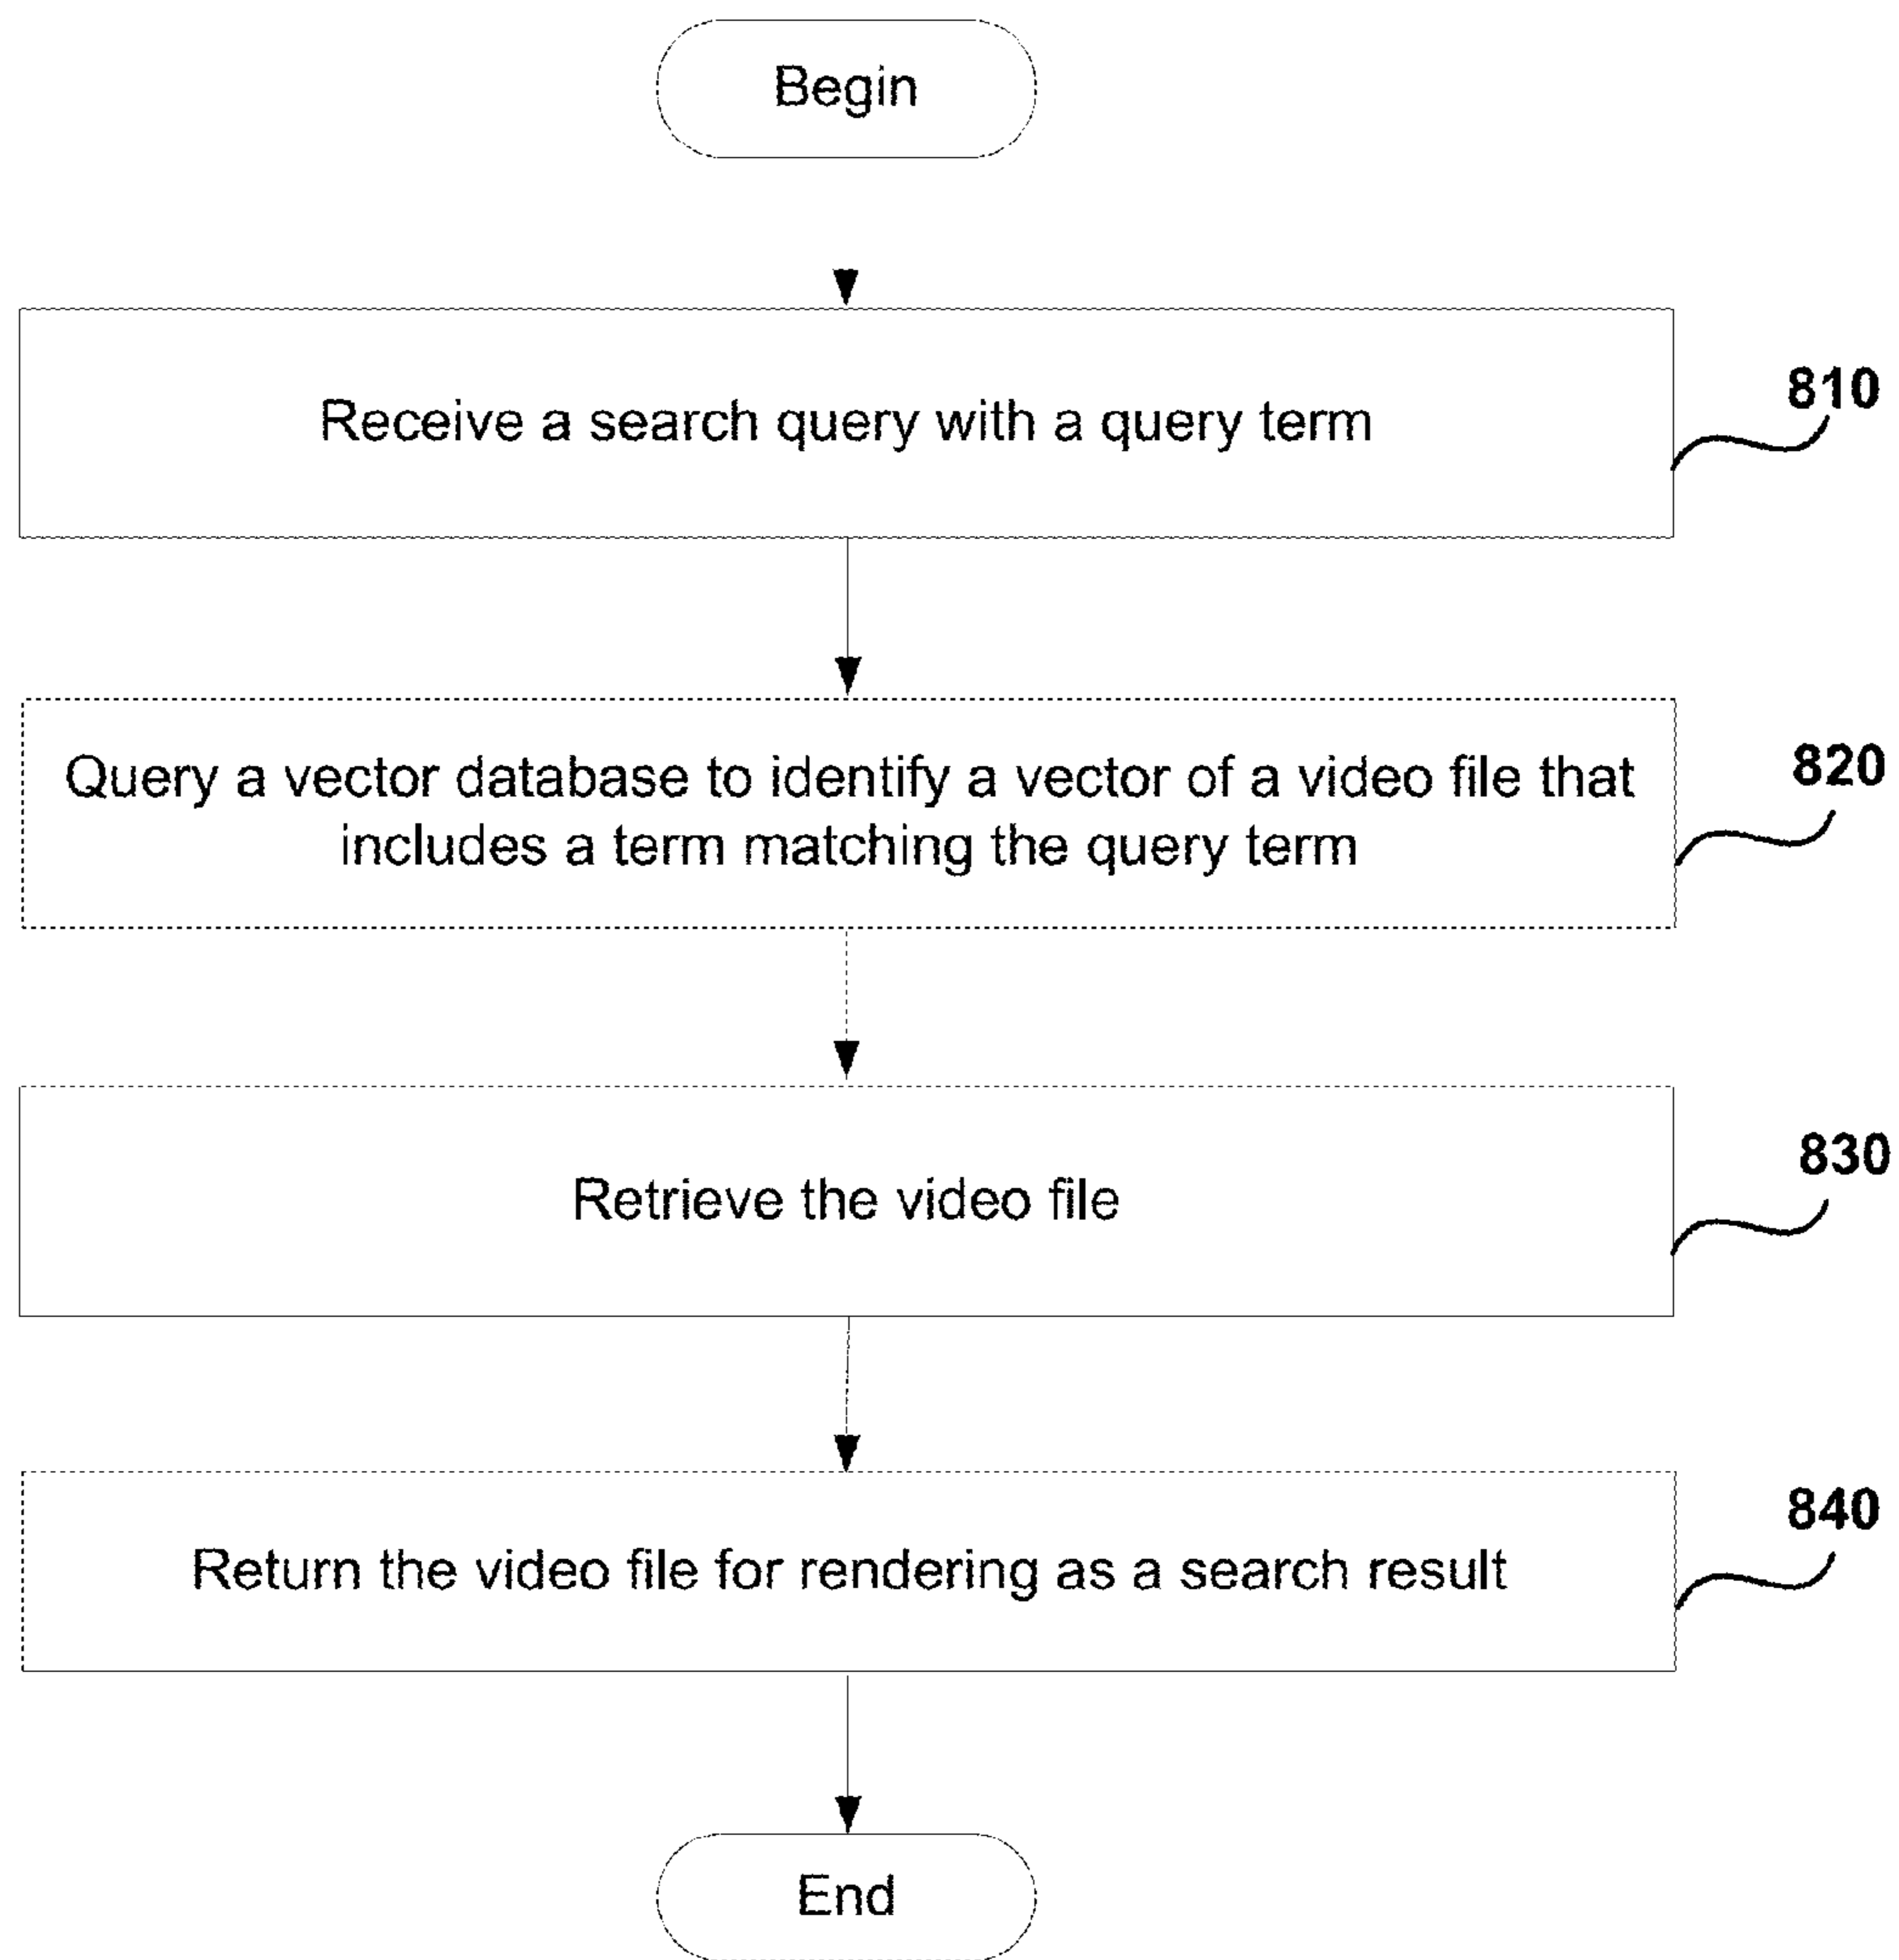 Begin
Receive a search query with a query term
810
Query a vector database to identify a vector of a video file that
includes a term matching the query term
820
Retrieve the video file
830
Return the video file for rendering as a search result
840
End